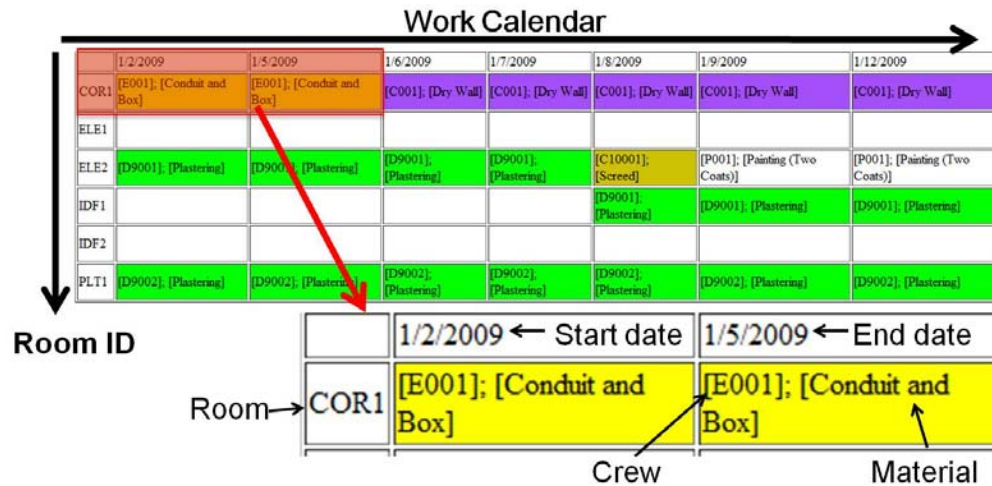 Work Calendar
1/2/2009 1/5/2009 1/6/2009 1/7/2009 1/8/2009 1/9/2009 1/12/2009
COR1 [E001]; [Conduit and Box] [E001]; [Conduit and Box] [C001]; [Dry Wall] [C001]; [Dry Wall] [C001]; [Dry Wall] [C001]; [Dry Wall] [C001]; [Dry Wall]
ELE1
ELE2 [D9001]; [Plastering] [D9001]; [Plastering] [D9001]; [Plastering] [D9001]; [Plastering] [C10001]; [Screed] [P001]; [Painting (Two Coats)] [P001]; [Painting (Two Coats)]
IDF1 [D9001]; [Plastering] [D9001]; [Plastering] [D9001]; [Plastering]
IDF2
PLT1 [D9002]; [Plastering] [D9002]; [Plastering] [D9002]; [Plastering] [D9002]; [Plastering] [D9002]; [Plastering] [D9002]; [Plastering] [D9002]; [Plastering]
Room ID
1/2/2009 Start date 1/5/2009 End date
Room COR1 [E001]; [Conduit and Box] [E001]; [Conduit and Box]
Crew Material